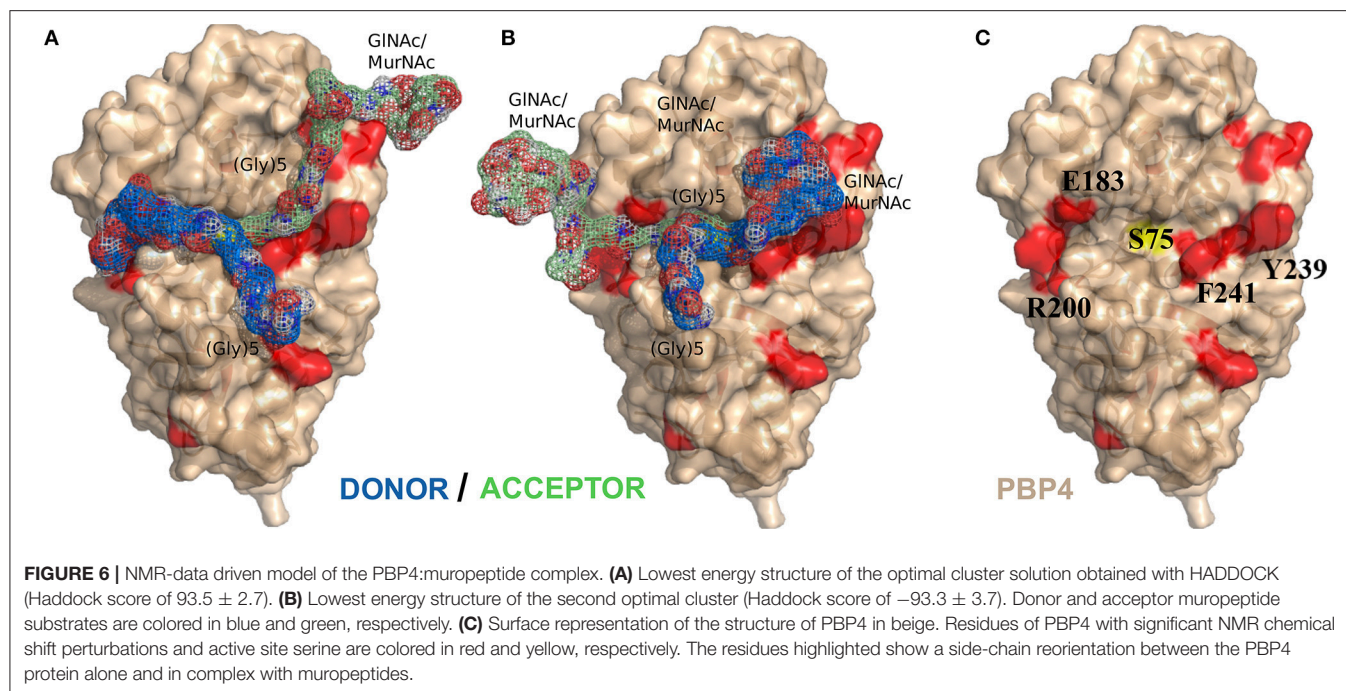 A
GlNAc/
MurNAc
(Gly)5
(Gly)5
B
GlNAc/
MurNAc
GlNAc/
MurNAc
(Gly)5
GlNAc/
MurNAc
(Gly)5
C
E183
S75
Y239
F241
R200
DONOR / ACCEPTOR
PBP4
FIGURE 6 | NMR-data driven model of the PBP4:muropeptide complex. (A) Lowest energy structure of the optimal cluster solution obtained with HADDOCK
(Haddock score of 93.5 ± 2.7). (B) Lowest energy structure of the second optimal cluster (Haddock score of −93.3 ± 3.7). Donor and acceptor muropeptide
substrates are colored in blue and green, respectively. (C) Surface representation of the structure of PBP4 in beige. Residues of PBP4 with significant NMR chemical
shift perturbations and active site serine are colored in red and yellow, respectively. The residues highlighted show a side-chain reorientation between the PBP4
protein alone and in complex with muropeptides.